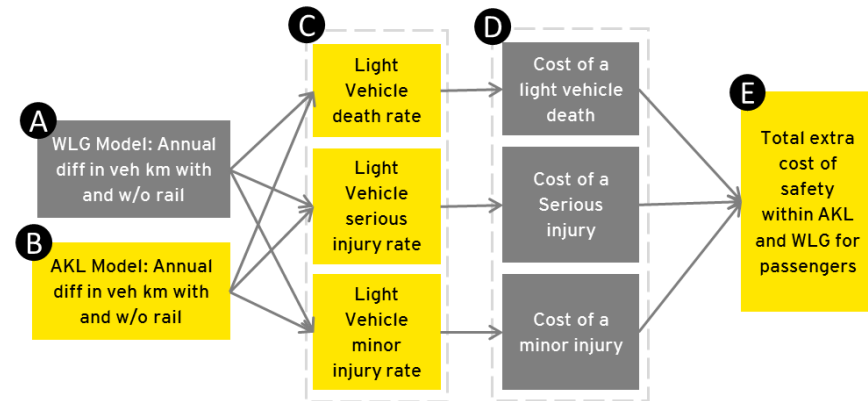 A
WLG Model: Annual
diff in veh km with
and w/o rail
B
AKL Model: Annual
diff in veh km with
and w/o rail
C
Light
Vehicle
death rate
Light
Vehicle
serious
injury rate
Light
Vehicle
minor
injury rate
D
Cost of a
light vehicle
death
Cost of a
Serious
injury
Cost of a
minor injury
E
Total extra
cost of
safety
within AKL
and WLG for
passengers